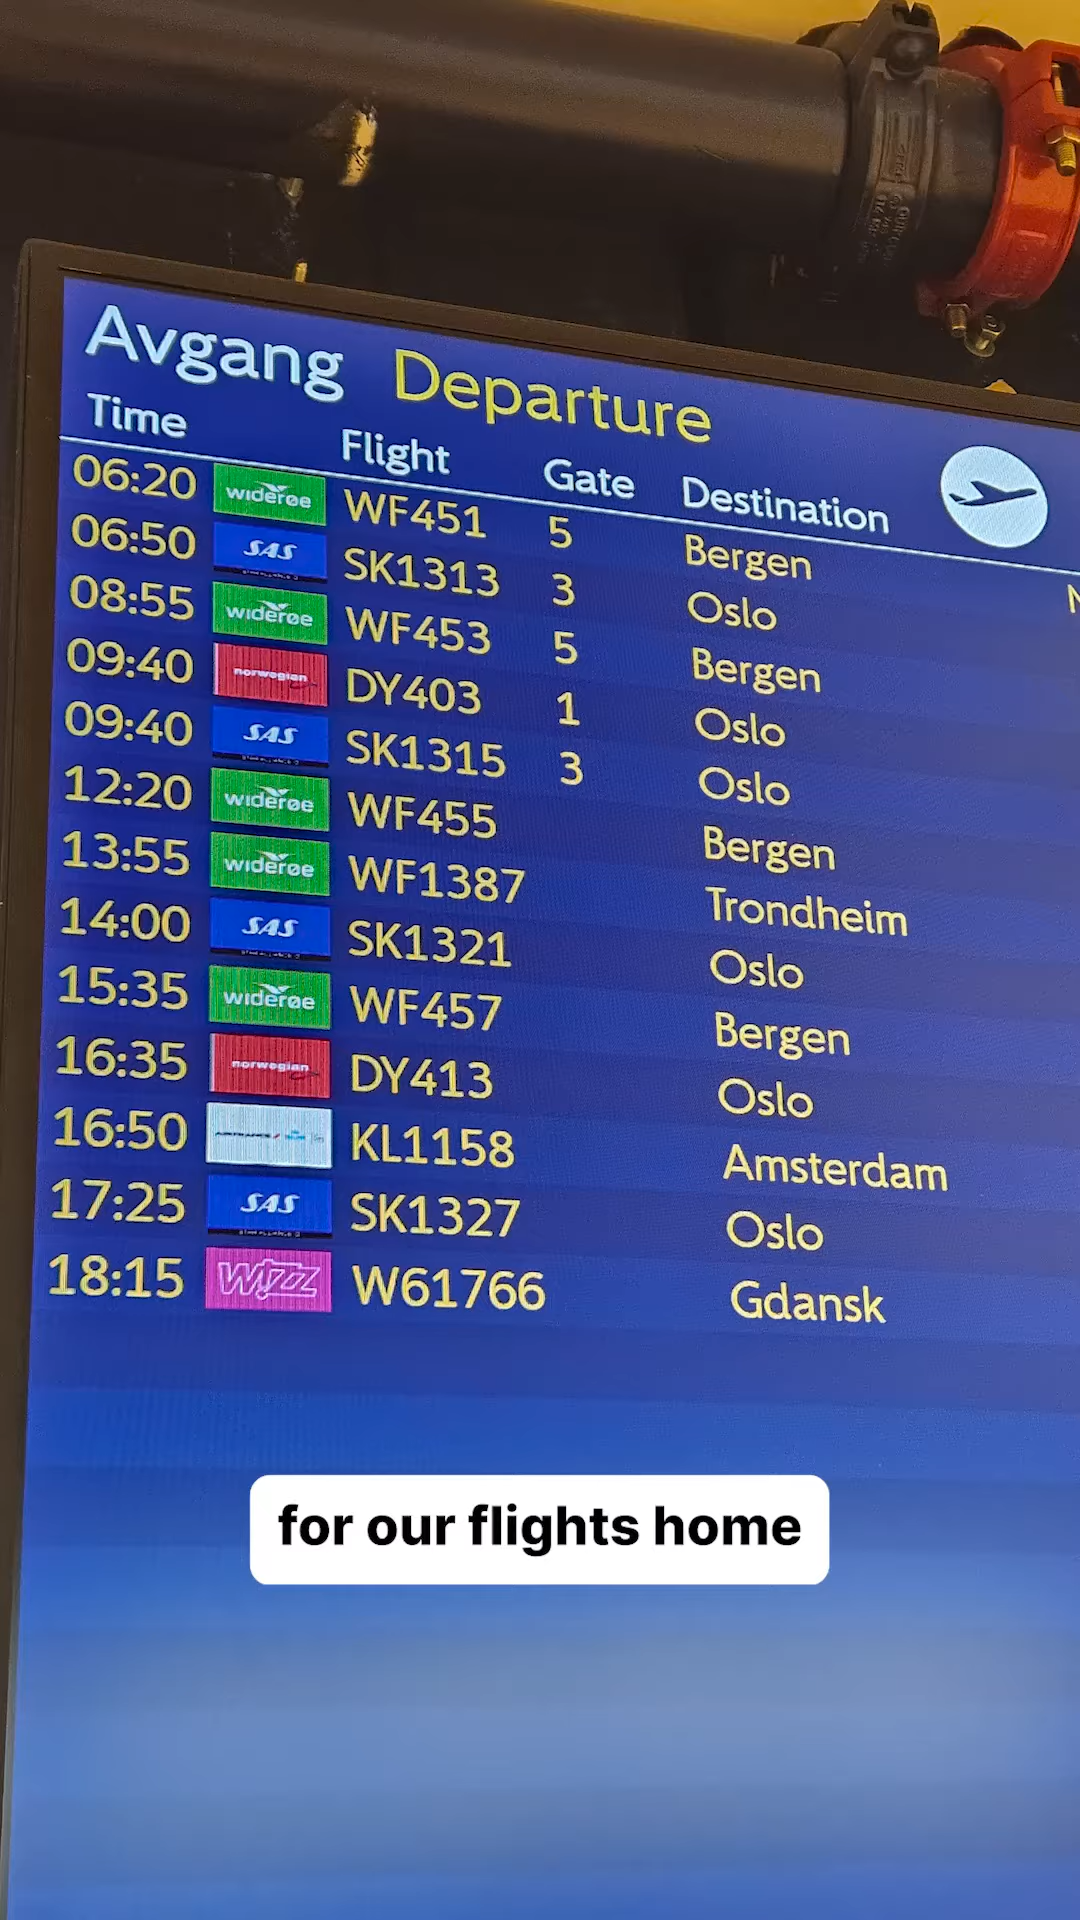 Avgang Departure
Time Flight Gate Destination
06:20 widerøe WF451 5 Bergen
06:50 SAS SK1313 3 Oslo N
08:55 widerøe WF453 5 Bergen
09:40 norwegian DY403 1 Oslo
09:40 SAS SK1315 3 Oslo
12:20 widerøe WF455 Bergen
13:55 widerøe WF1387 Trondheim
14:00 SAS SK1321 Oslo
15:35 widerøe WF457 Bergen
16:35 norwegian DY413 Oslo
16:50 AIRFRANCE KLM KL1158 Amsterdam
17:25 SAS SK1327 Oslo
18:15 Wizz W61766 Gdansk
for our flights home